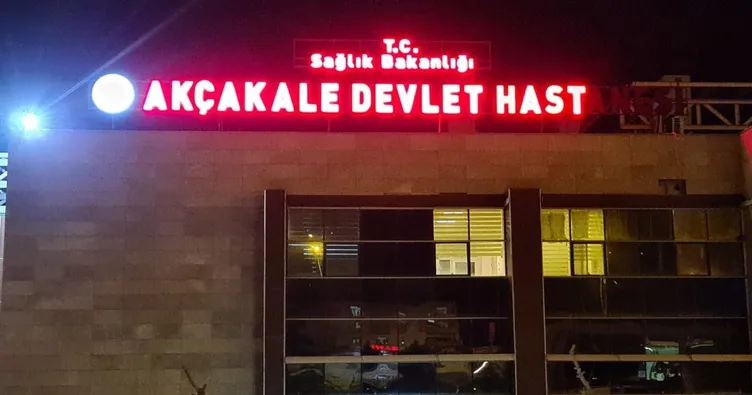 T.C.
Sağlık Bakanlığı
AKÇAKALE DEVLET HAST